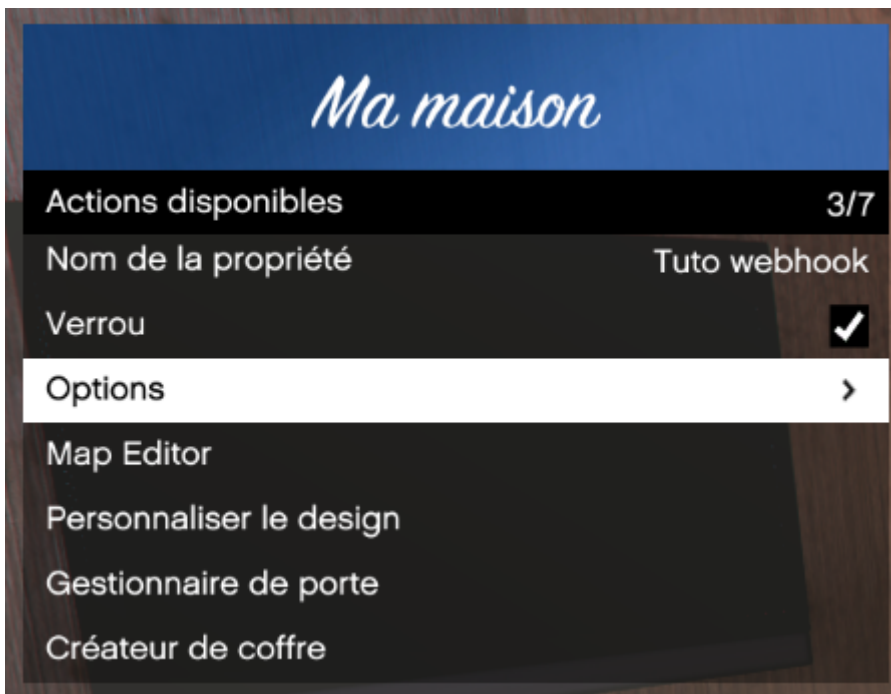 Ma maison
Actions disponibles 3/7
Nom de la propriété Tuto webhook
Verrou
Options
Map Editor
Personnaliser le design
Gestionnaire de porte
Créateur de coffre